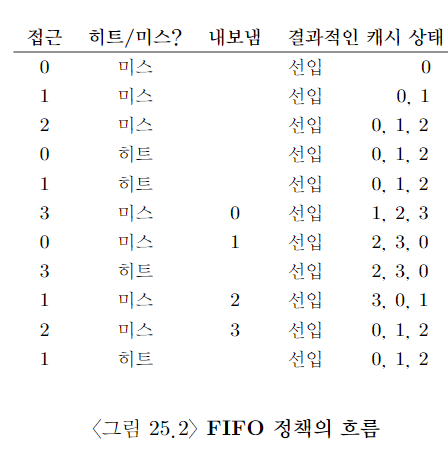 접근 히트/미스? 내보냄 결과적인 캐시 상태
0 미스 선입 0
1 미스 선입 0, 1
2 미스 선입 0, 1, 2
0 히트 선입 0, 1, 2
1 히트 선입 0, 1, 2
3 미스 0 선입 1, 2, 3
0 미스 1 선입 2, 3, 0
3 히트 선입 2, 3, 0
1 미스 2 선입 3, 0, 1
2 미스 3 선입 0, 1, 2
1 히트 선입 0, 1, 2
〈그림 25.2〉 FIFO 정책의 흐름